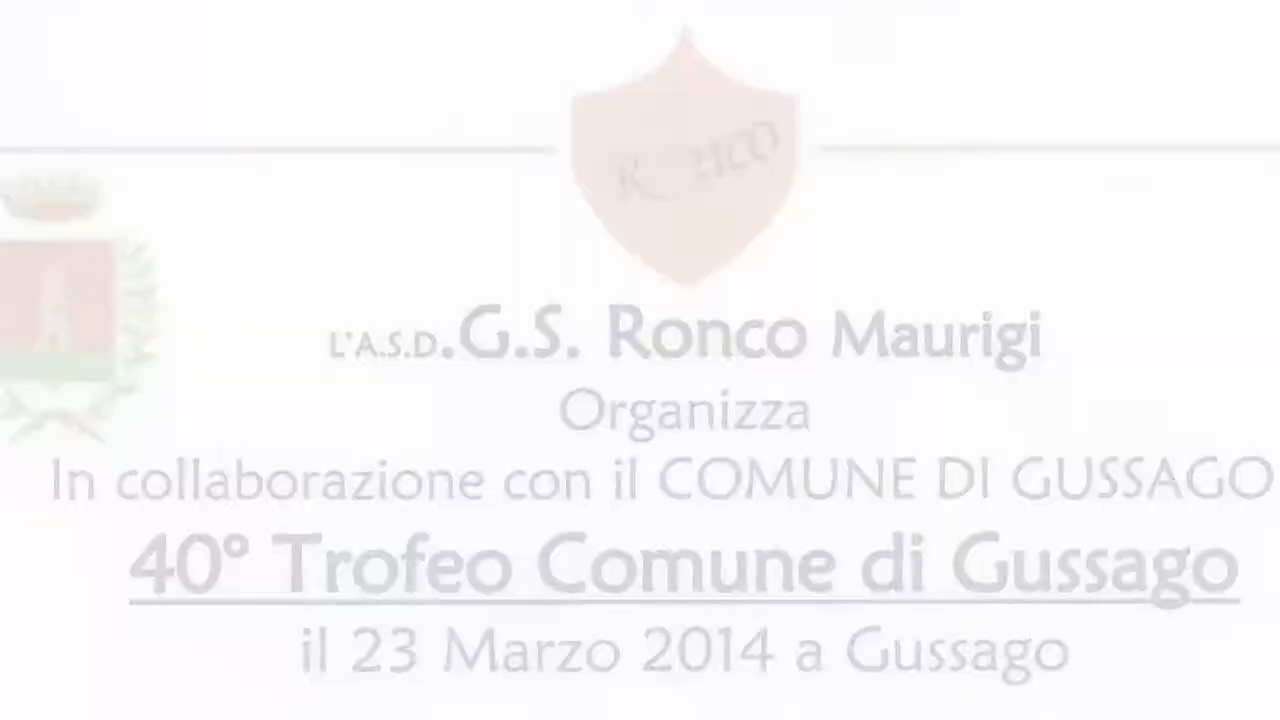 L'A.S.D.G.S. Ronco Maurigi
Organizza
In collaborazione con il COMUNE DI GUSSAGO
40° Trofeo Comune di Gussago
il 23 Marzo 2014 a Gussago